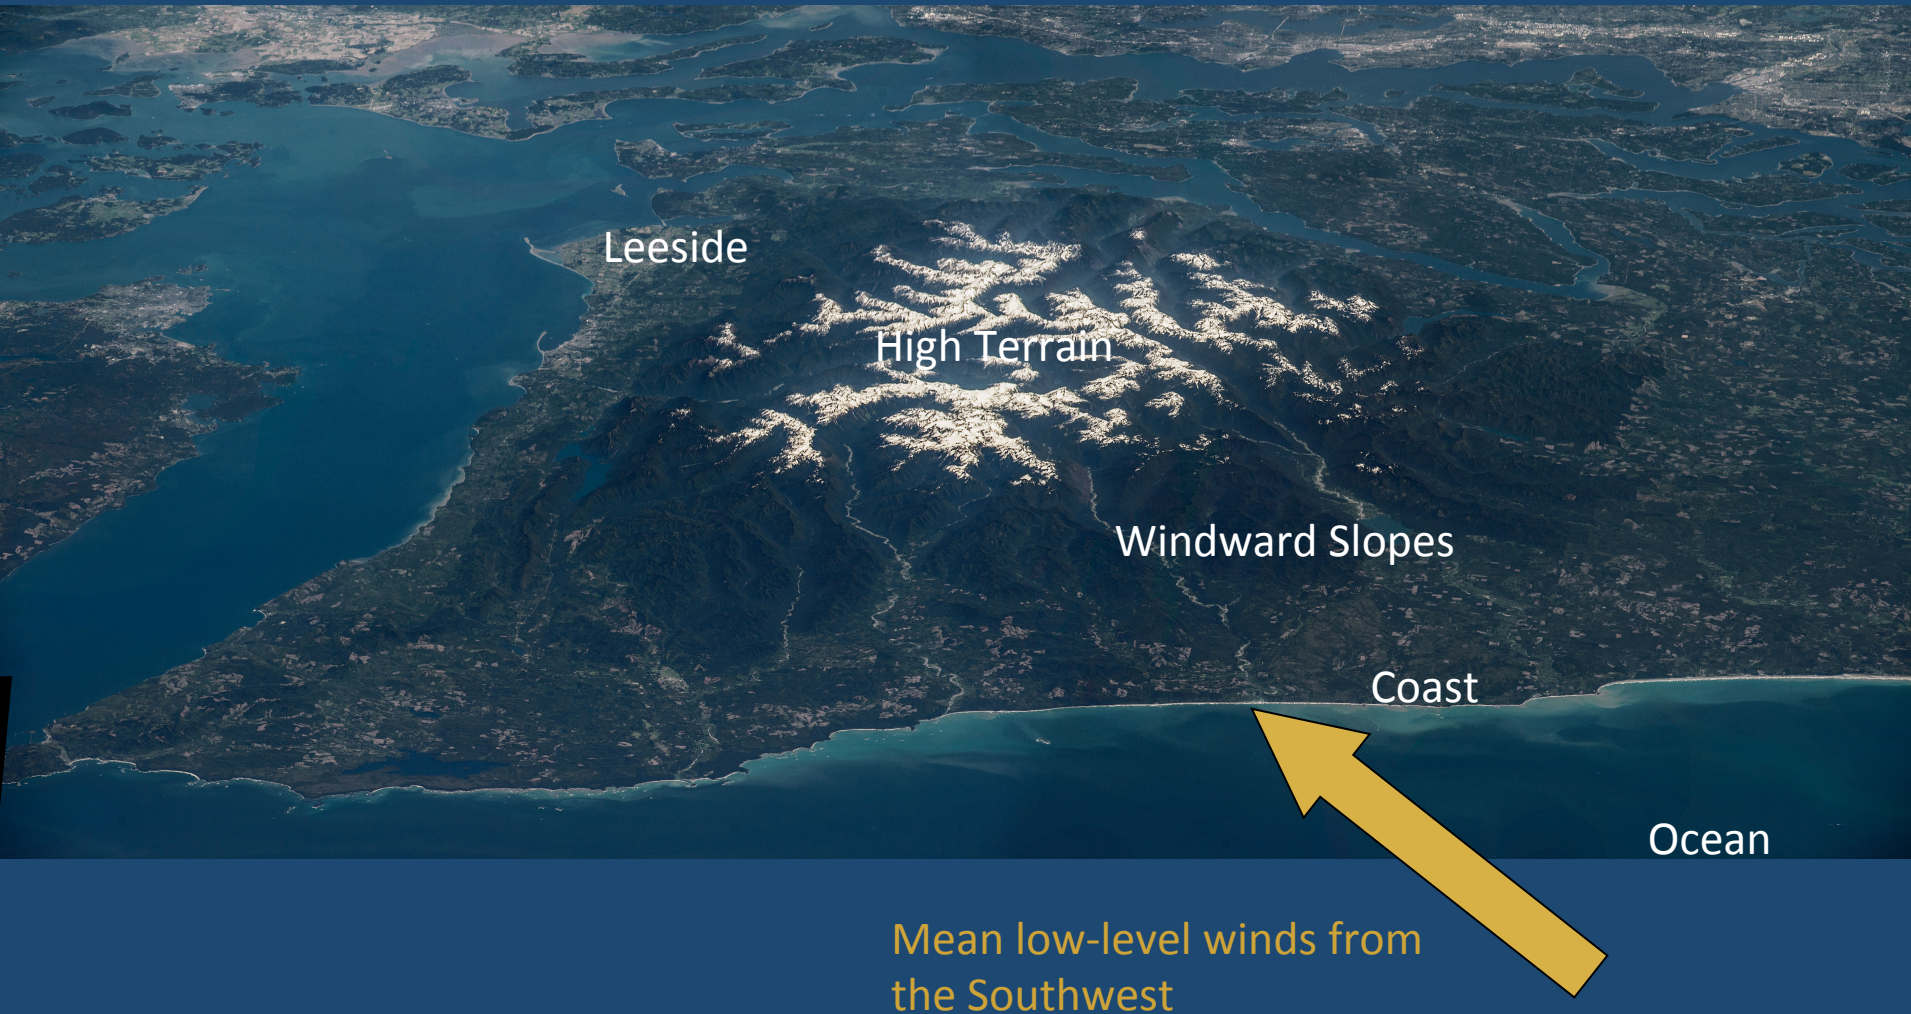 Leeside
High Terrain
Windward Slopes
Coast
Ocean
Mean low-level winds from
the Southwest